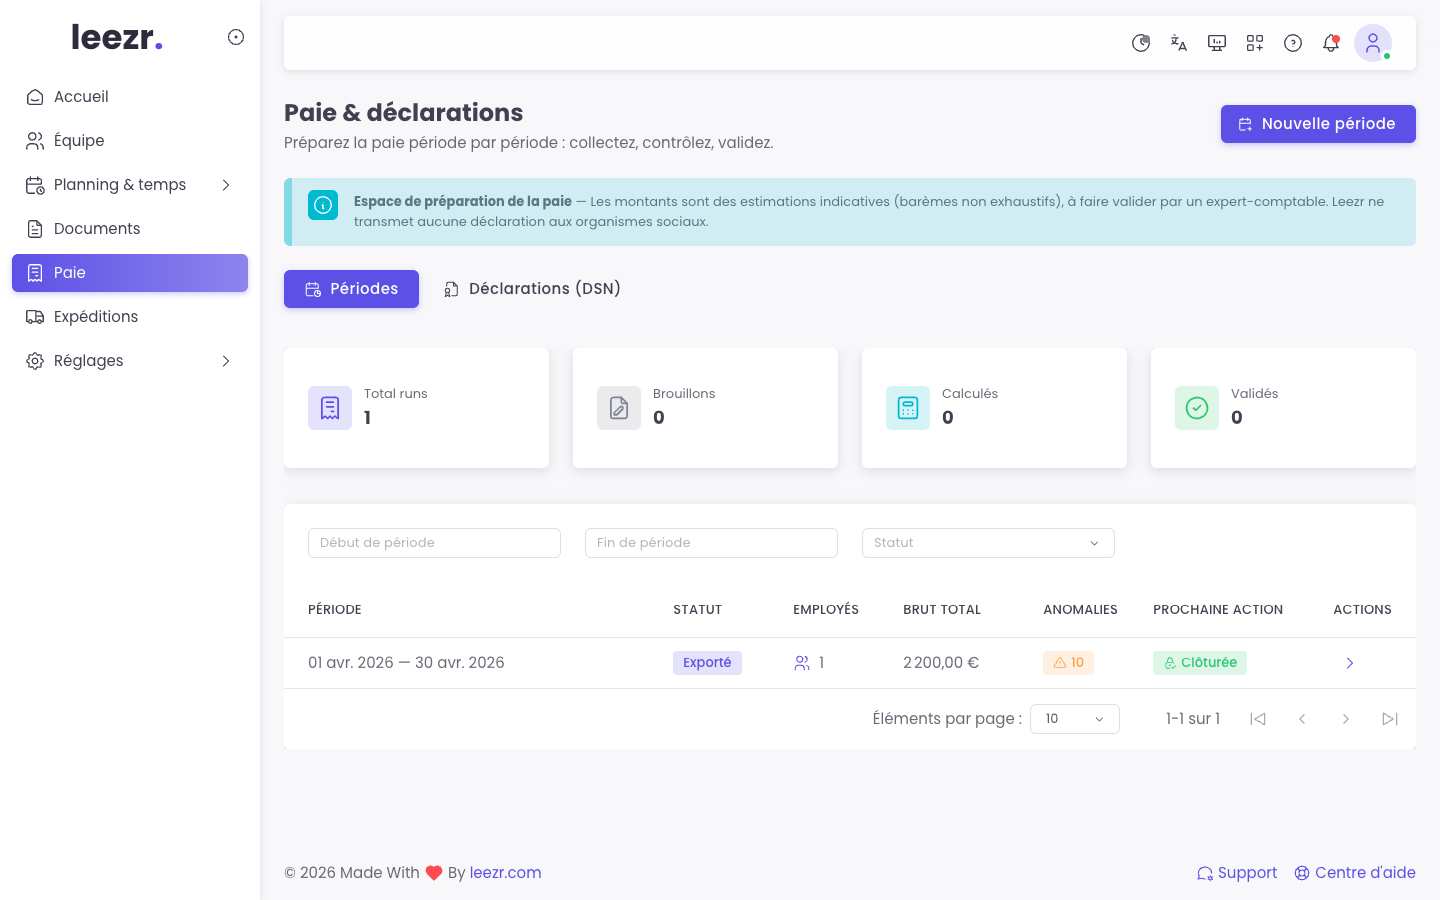 leezr.
Accueil
Équipe
Planning & temps
Documents
Paie
Expéditions
Réglages
Paie & déclarations
Préparez la paie période par période : collectez, contrôlez, validez.
Nouvelle période
Espace de préparation de la paie — Les montants sont des estimations indicatives (barèmes non exhaustifs), à faire valider par un expert-comptable. Leezr ne
transmet aucune déclaration aux organismes sociaux.
Périodes
Déclarations (DSN)
Total runs
1
Brouillons
0
Calculés
0
Validés
0
Début de période
Fin de période
Statut
PÉRIODE STATUT EMPLOYÉS BRUT TOTAL ANOMALIES PROCHAINE ACTION ACTIONS
01 avr. 2026 — 30 avr. 2026 Exporté 1 2 200,00 € 10 Clôturée
Éléments par page : 10 1-1 sur 1
© 2026 Made With By leezr.com
Support
Centre d'aide